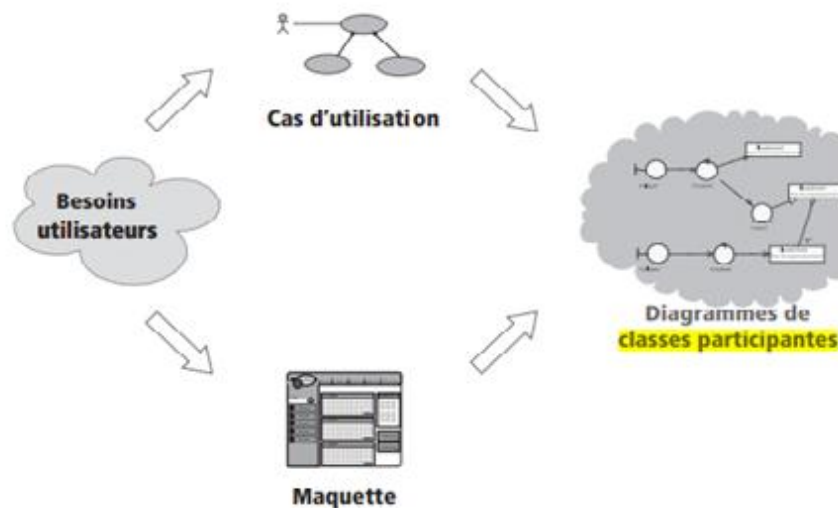 Cas d'utilisation
Besoins
utilisateurs
Diagrammes de
classes participantes
Maquette